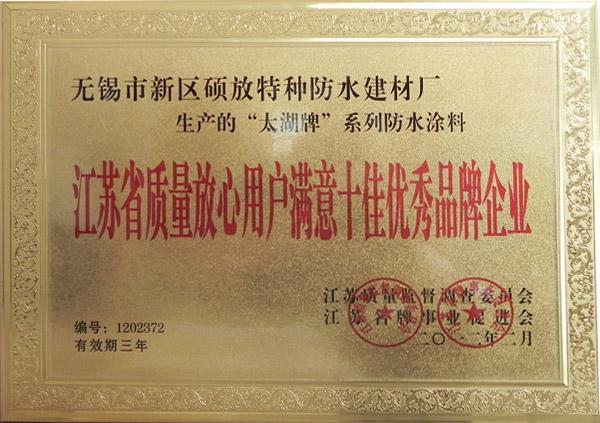 无锡市新区硕放特种防水建材厂
生产的“太湖牌”系列防水涂料
江苏省质量放心用户满意十佳优秀品牌企业
江苏质量监督调查委员会
江苏省牌事业促进会
二〇一二年二月
编号：1202372
有效期三年